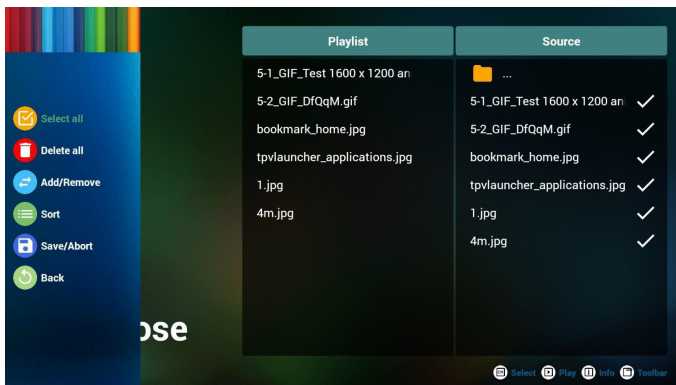 Select all
Delete all
Add/Remove
Sort
Save/Abort
Back
ose
Playlist
5-1_GIF_Test 1600 x 1200 an
5-2_GIF_DfQqM.gif
bookmark_home.jpg
tpvlauncher_applications.jpg
1.jpg
4m.jpg
Source
...
5-1_GIF_Test 1600 x 1200 an
5-2_GIF_DfQqM.gif
bookmark_home.jpg
tpvlauncher_applications.jpg
1.jpg
4m.jpg
Select Play Info Toolbar